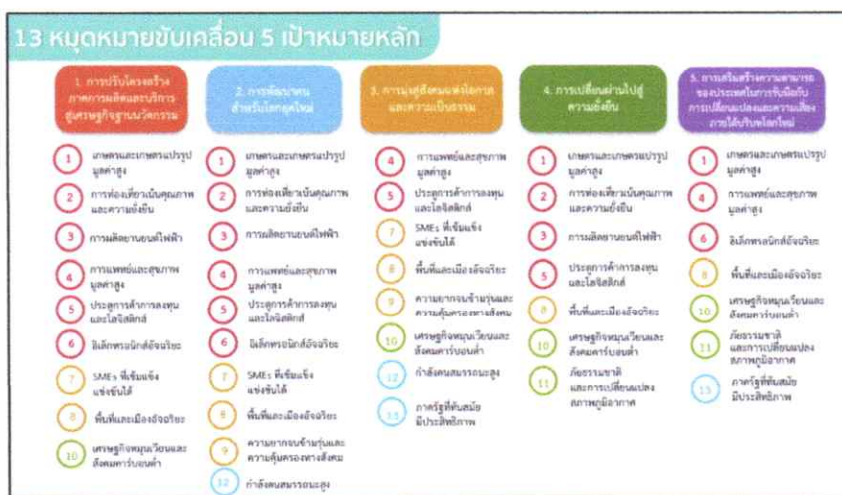 13 หมุดหมายขับเคลื่อน 5 เป้าหมายหลัก
1. การปรับโครงสร้าง
ภาคการผลิตและบริการ
สู่เศรษฐกิจฐานนวัตกรรม
1 เกษตรและเกษตรแปรรูป
มูลค่าสูง
2 การท่องเที่ยวเน้นคุณภาพ
และความยั่งยืน
3 การผลิตยานยนต์ไฟฟ้า
4 การแพทย์และสุขภาพ
มูลค่าสูง
5 ประตูการค้าการลงทุน
และโลจิสติกส์
6 อิเล็กทรอนิกส์อัจฉริยะ
7 SMEs ที่เข้มแข็ง
แข่งขันได้
8 พื้นที่และเมืองอัจฉริยะ
10 เศรษฐกิจหมุนเวียนและ
สังคมคาร์บอนต่ำ
2. การพัฒนาคน
สำหรับโลกยุคใหม่
1 เกษตรและเกษตรแปรรูป
มูลค่าสูง
2 การท่องเที่ยวเน้นคุณภาพ
และความยั่งยืน
3 การผลิตยานยนต์ไฟฟ้า
4 การแพทย์และสุขภาพ
มูลค่าสูง
5 ประตูการค้าการลงทุน
และโลจิสติกส์
6 อิเล็กทรอนิกส์อัจฉริยะ
7 SMEs ที่เข้มแข็ง
แข่งขันได้
8 พื้นที่และเมืองอัจฉริยะ
9 ความยากจนข้ามรุ่นและ
ความคุ้มครองทางสังคม
12 กำลังคนสมรรถนะสูง
3. การมุ่งสู่สังคมแห่งโอกาส
และความเป็นธรรม
4 การแพทย์และสุขภาพ
มูลค่าสูง
5 ประตูการค้าการลงทุน
และโลจิสติกส์
7 SMEs ที่เข้มแข็ง
แข่งขันได้
8 พื้นที่และเมืองอัจฉริยะ
9 ความยากจนข้ามรุ่นและ
ความคุ้มครองทางสังคม
10 เศรษฐกิจหมุนเวียนและ
สังคมคาร์บอนต่ำ
12 กำลังคนสมรรถนะสูง
13 ภาครัฐที่ทันสมัย
มีประสิทธิภาพ
4. การเปลี่ยนผ่านไปสู่
ความยั่งยืน
1 เกษตรและเกษตรแปรรูป
มูลค่าสูง
2 การท่องเที่ยวเน้นคุณภาพ
และความยั่งยืน
3 การผลิตยานยนต์ไฟฟ้า
5 ประตูการค้าการลงทุน
และโลจิสติกส์
8 พื้นที่และเมืองอัจฉริยะ
10 เศรษฐกิจหมุนเวียนและ
สังคมคาร์บอนต่ำ
11 ภัยธรรมชาติ
และการเปลี่ยนแปลง
สภาพภูมิอากาศ
5. การเสริมสร้างความสามารถ
ของประเทศในการรับมือกับ
การเปลี่ยนแปลงและความเสี่ยง
ภายใต้บริบทโลกใหม่
1 เกษตรและเกษตรแปรรูป
มูลค่าสูง
4 การแพทย์และสุขภาพ
มูลค่าสูง
6 อิเล็กทรอนิกส์อัจฉริยะ
8 พื้นที่และเมืองอัจฉริยะ
10 เศรษฐกิจหมุนเวียนและ
สังคมคาร์บอนต่ำ
11 ภัยธรรมชาติ
และการเปลี่ยนแปลง
สภาพภูมิอากาศ
13 ภาครัฐที่ทันสมัย
มีประสิทธิภาพ